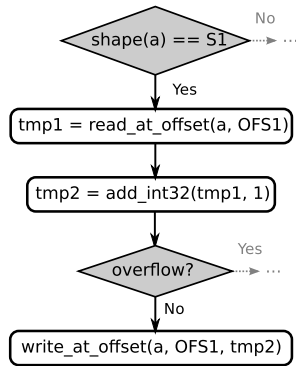 No
shape(a) == S1
...
Yes
tmp1 = read_at_offset(a, OFS1)
tmp2 = add_int32(tmp1, 1)
Yes
overflow?
...
No
write_at_offset(a, OFS1, tmp2)